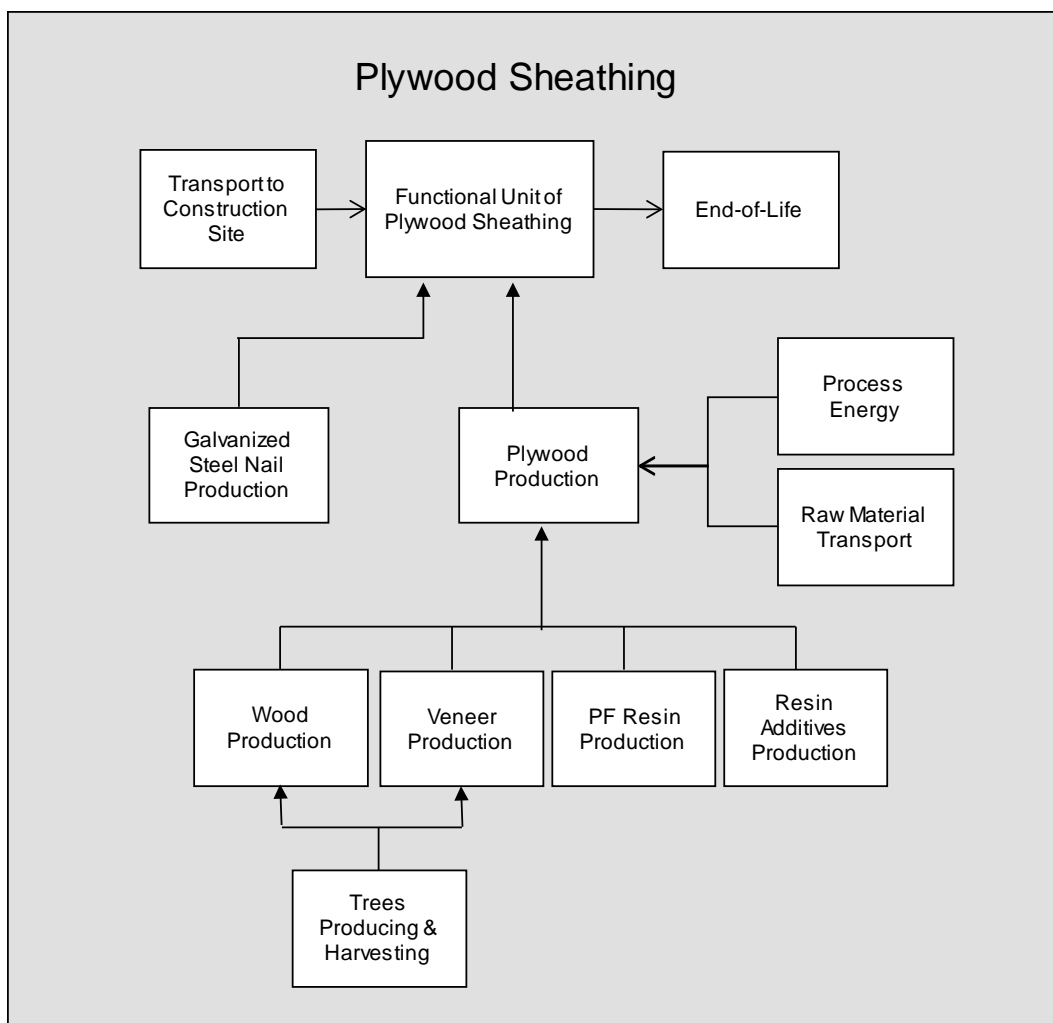 Plywood Sheathing
Transport to
Construction
Site
Functional Unit of
Plywood Sheathing
End-of-Life
Galvanized
Steel Nail
Production
Plywood
Production
Process
Energy
Raw Material
Transport
Wood
Production
Veneer
Production
PF Resin
Production
Resin
Additives
Production
Trees
Producing &
Harvesting